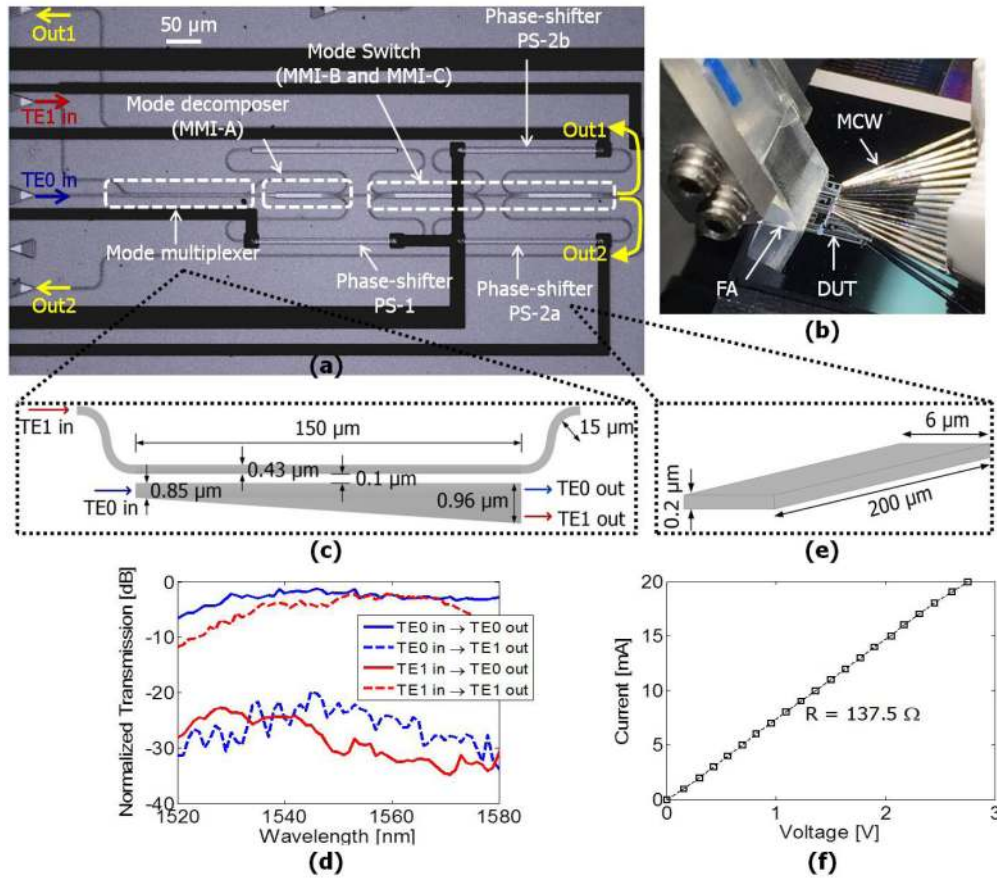 Out1
50 µm
Phase-shifter
PS-2b
Mode Switch
(MMI-B and MMI-C)
TE1 in
Mode decomposer
(MMI-A)
Out1
TE0 in
Mode multiplexer
Out2
Phase-shifter
PS-1
Phase-shifter
PS-2a
Out2
(a)
MCW
FA
DUT
(b)
TE1 in
150 µm
15 µm
0.43 µm
0.1 µm
0.85 µm
0.96 µm
TE0 in
TE0 out
TE1 out
(c)
6 µm
0.2 µm
200 µm
(e)
Normalized Transmission [dB]
0
-10
-20
-30
-40
TE0 in → TE0 out
TE0 in → TE1 out
TE1 in → TE0 out
TE1 in → TE1 out
1520 1540 1560 1580
Wavelength [nm]
(d)
Current [mA]
20
15
10
5
0
R = 137.5 Ω
0 1 2 3
Voltage [V]
(f)